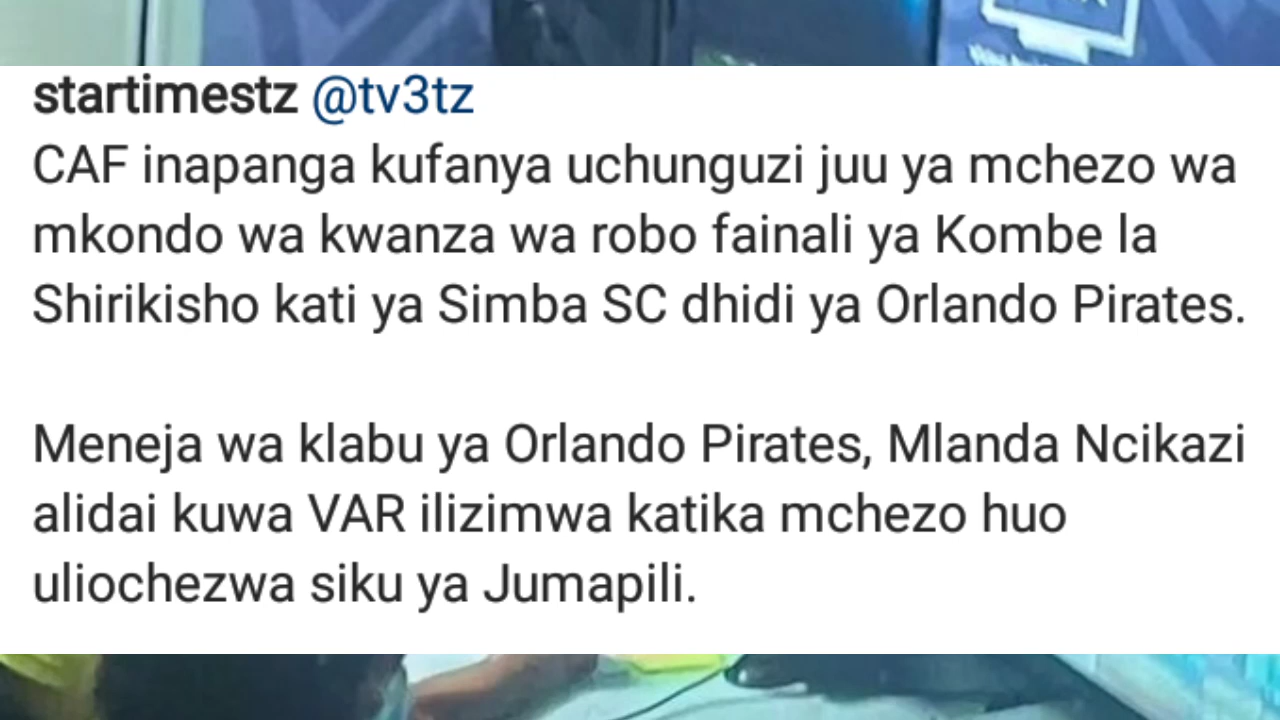 startimestz @tv3tz
CAF inapanga kufanya uchunguzi juu ya mchezo wa
mkondo wa kwanza wa robo fainali ya Kombe la
Shirikisho kati ya Simba SC dhidi ya Orlando Pirates.
Meneja wa klabu ya Orlando Pirates, Mlanda Ncikazi
alidai kuwa VAR ilizimwa katika mchezo huo
uliochezwa siku ya Jumapili.